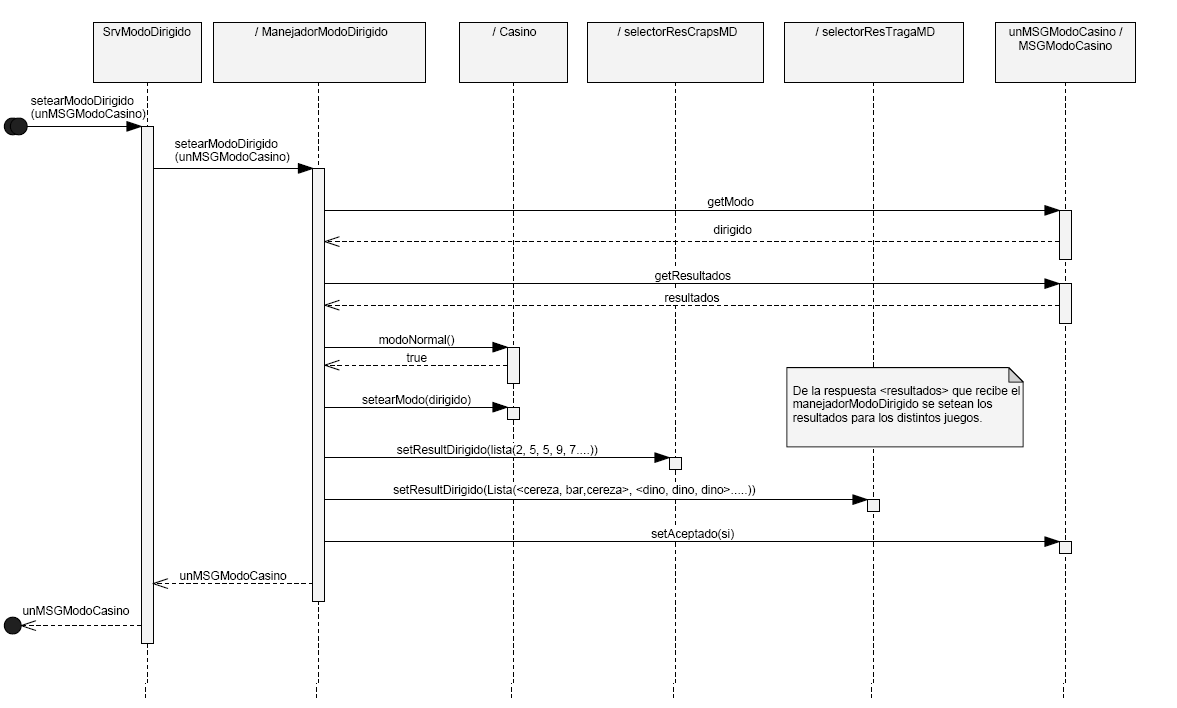 SrvModoDirigido
/ ManejadorModoDirigido
/ Casino
/ selectorResCrapsMD
/ selectorResTragaMD
unMSGModoCasino /
MSGModoCasino
setearModoDirigido
(unMSGModoCasino)
setearModoDirigido
(unMSGModoCasino)
getModo
dirigido
getResultados
resultados
modoNormal()
true
De la respuesta <resultados> que recibe el
manejadorModoDirigido se setean los
resultados para los distintos juegos.
setearModo(dirigido)
setResultDirigido(lista(2, 5, 5, 9, 7....))
setResultDirigido(Lista(<cereza, bar,cereza>, <dino, dino, dino>.....))
setAceptado(si)
unMSGModoCasino
unMSGModoCasino